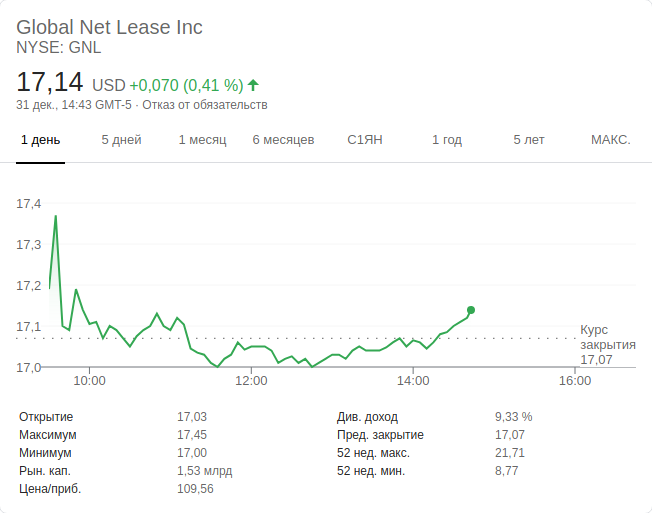 Global Net Lease Inc
NYSE: GNL
17,14 USD +0,070 (0,41 %)
31 дек., 14:43 GMT-5 · Отказ от обязательств
1 день 5 дней 1 месяц 6 месяцев С1ЯН 1 год 5 лет МАКС.
17,4
17,3
17,2
17,1
17,0
Курс
закрытия
17,07
10:00 12:00 14:00 16:00
Открытие 17,03 Див. доход 9,33 %
Максимум 17,45 Пред. закрытие 17,07
Минимум 17,00 52 нед. макс. 21,71
Рын. кап. 1,53 млрд 52 нед. мин. 8,77
Цена/приб. 109,56